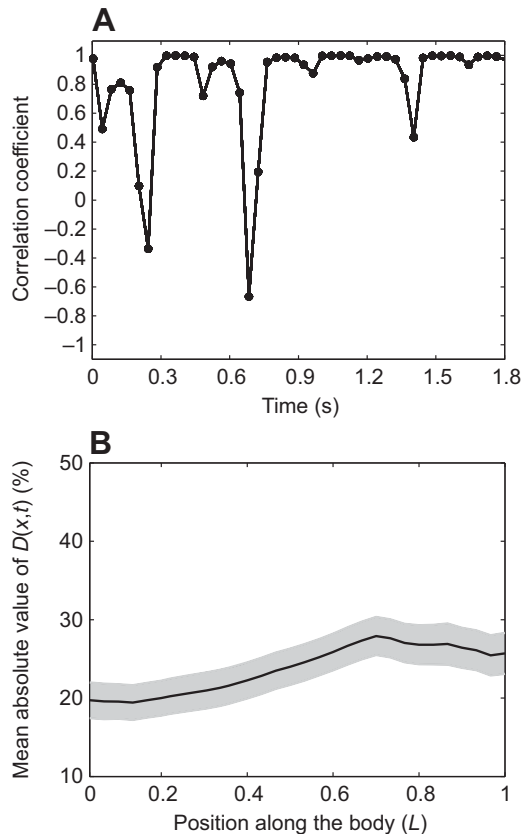 A
1
0.8
0.6
0.4
0.2
0
–0.2
–0.4
–0.6
–0.8
–1
Correlation coefficient
0 0.3 0.6 0.9 1.2 1.5 1.8
Time (s)
B
50
40
30
20
10
Mean absolute value of D(x,t) (%)
0 0.2 0.4 0.6 0.8 1
Position along the body (L)